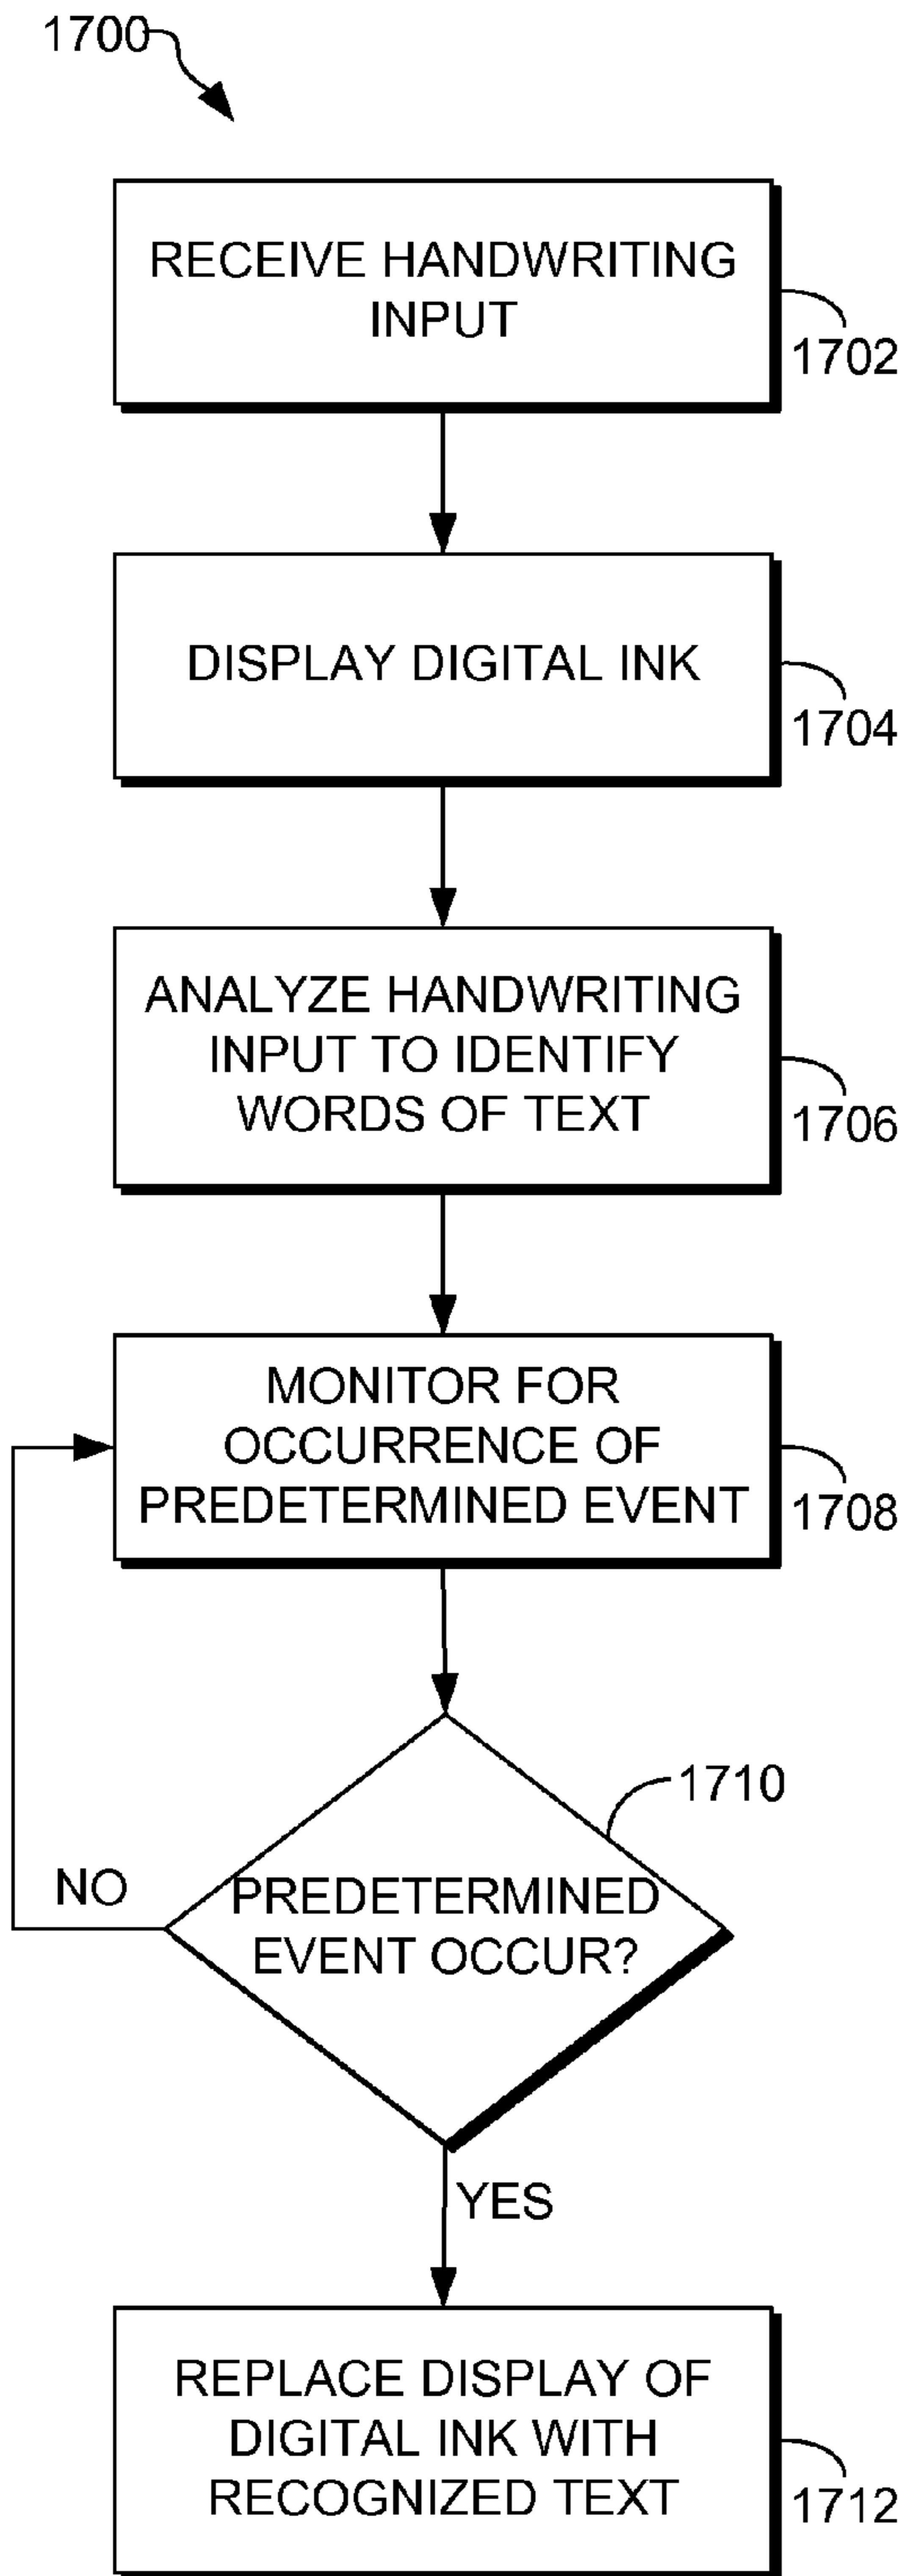 1700
RECEIVE HANDWRITING
INPUT
1702
DISPLAY DIGITAL INK
1704
ANALYZE HANDWRITING
INPUT TO IDENTIFY
WORDS OF TEXT
1706
MONITOR FOR
OCCURRENCE OF
PREDETERMINED EVENT
1708
1710
NO
PREDETERMINED
EVENT OCCUR?
YES
REPLACE DISPLAY OF
DIGITAL INK WITH
RECOGNIZED TEXT
1712